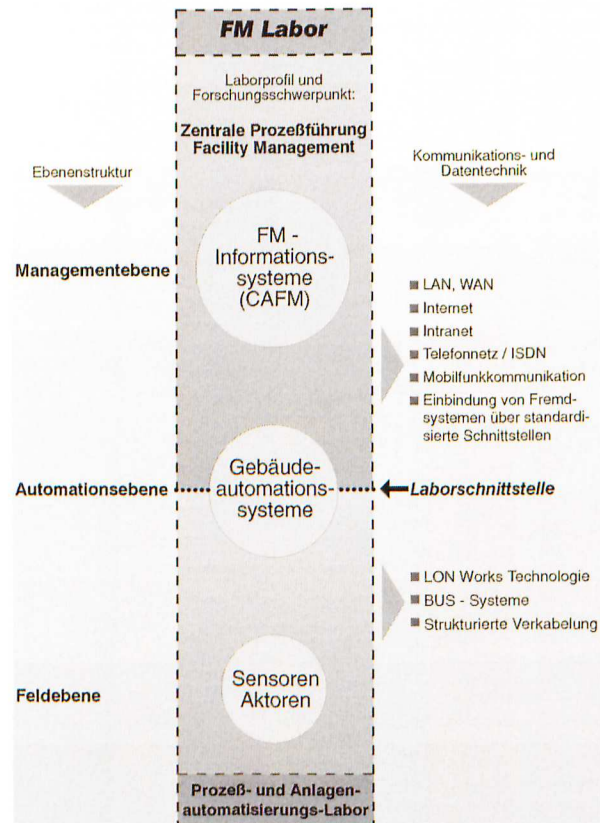 FM Labor
Laborprofil und
Forschungsschwerpunkt:
Zentrale Prozeßführung
Facility Management
Ebenenstruktur
Kommunikations- und
Datentechnik
Managementebene
FM -
Informations-
systeme
(CAFM)
LAN, WAN
Internet
Intranet
Telefonnetz / ISDN
Mobilfunkkommunikation
Einbindung von Fremd-
systemen über standardi-
sierte Schnittstellen
Automationsebene
Gebäude-
automations-
systeme
Laborschnittstelle
LON Works Technologie
BUS - Systeme
Strukturierte Verkabelung
Feldebene
Sensoren
Aktoren
Prozeß- und Anlagen-
automatisierungs-Labor